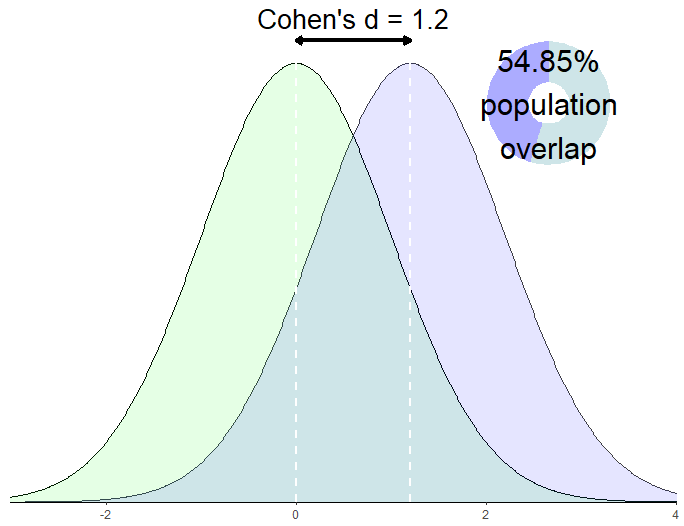 Cohen's d = 1.2
54.85%
population
overlap
-2 0 2 4